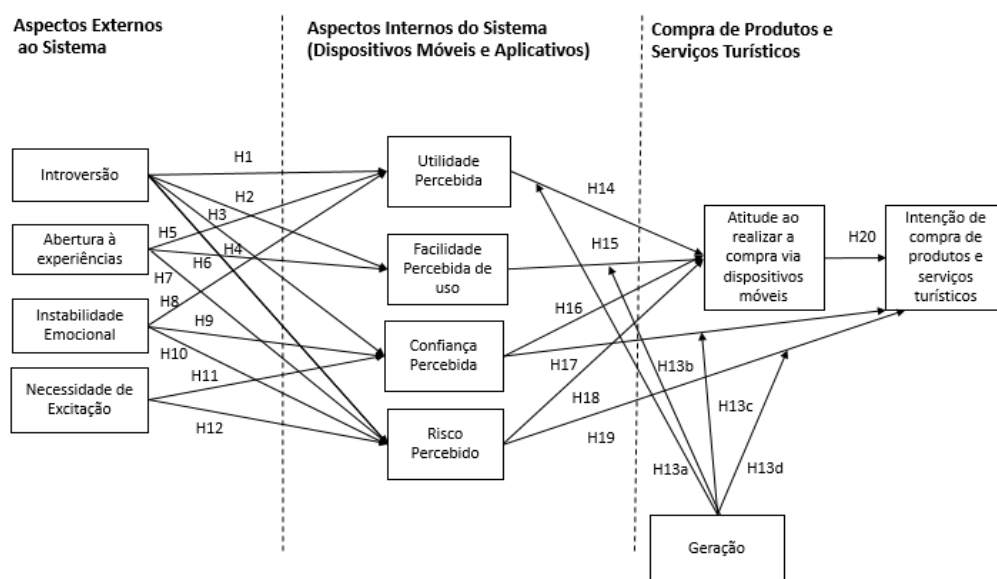 Aspectos Externos
ao Sistema
Aspectos Internos do Sistema
(Dispositivos Móveis e Aplicativos)
Compra de Produtos e
Serviços Turísticos
Introversão
Abertura à
experiências
Instabilidade
Emocional
Necessidade de
Excitação
H1
H2
H3
H4
H5
H6
H7
H8
H9
H10
H11
H12
Utilidade
Percebida
Facilidade
Percebida de
uso
Confiança
Percebida
Risco
Percebido
H14
H15
H16
H17
H18
H19
H13a
H13b
H13c
H13d
Atitude ao
realizar a
compra via
dispositivos
móveis
H20
Intenção de
compra de
produtos e
serviços
turísticos
Geração